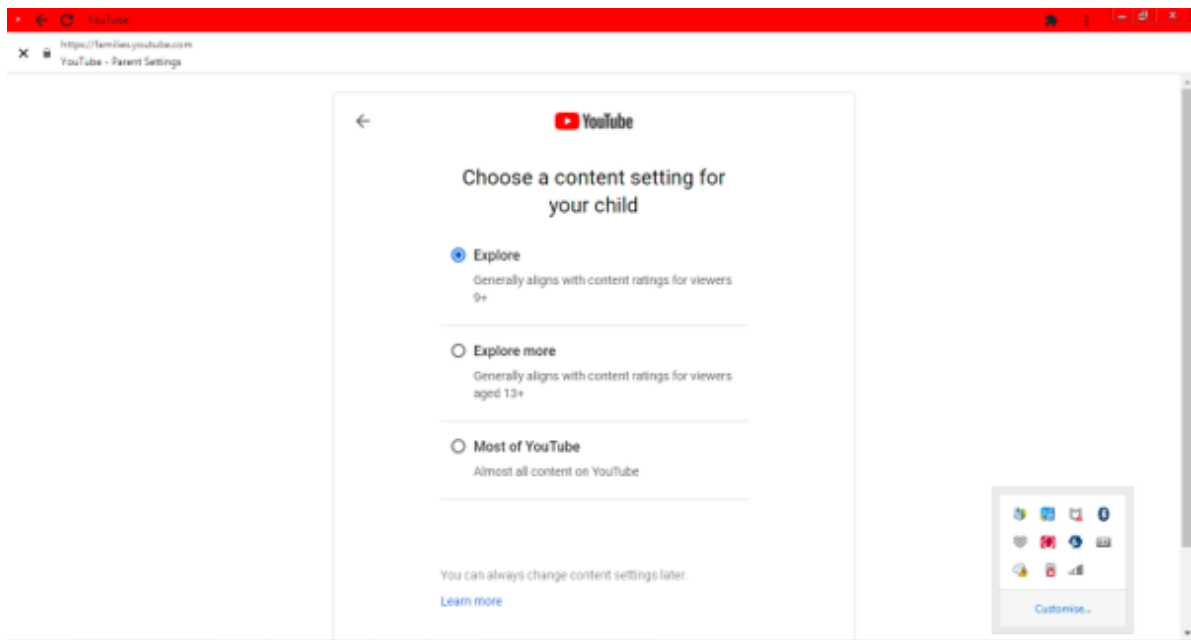 YouTube
https://families.youtube.com
YouTube - Parent Settings
YouTube
Choose a content setting for
your child
Explore
Generally aligns with content ratings for viewers
9+
Explore more
Generally aligns with content ratings for viewers
aged 13+
Most of YouTube
Almost all content on YouTube
You can always change content settings later.
Learn more
Customise...